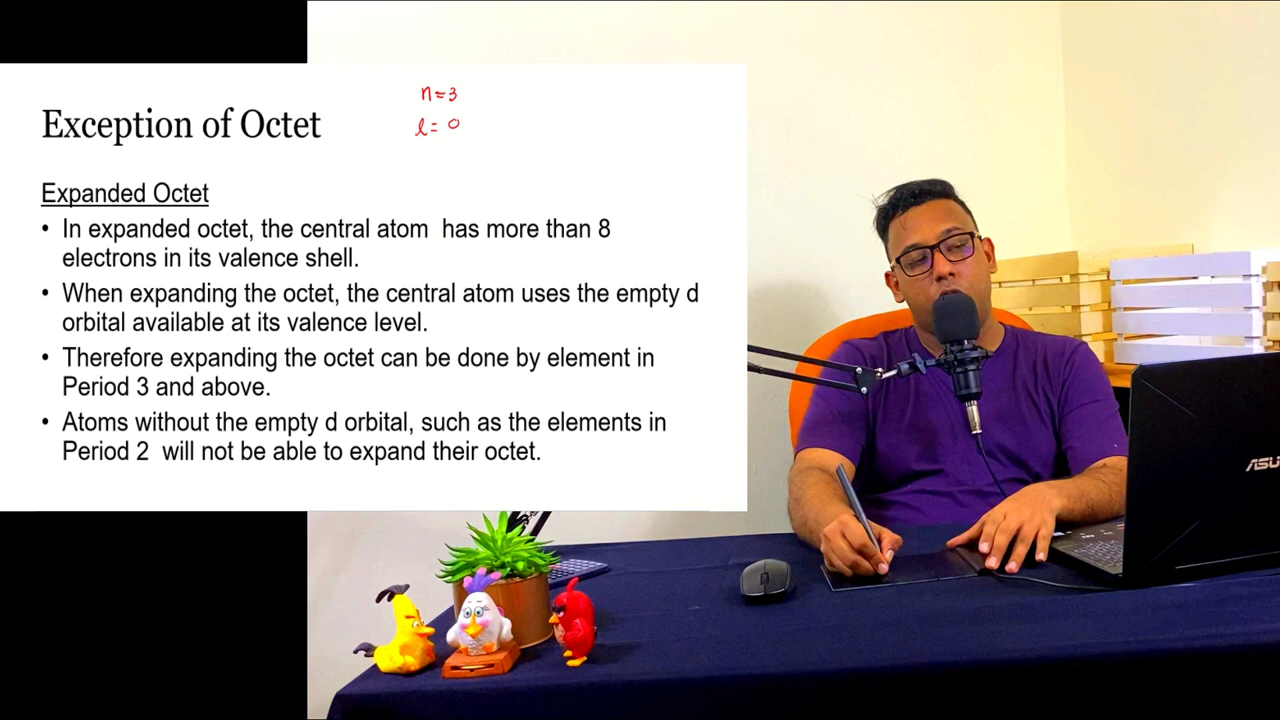 n=3
l= 0
Exception of Octet
Expanded Octet
• In expanded octet, the central atom has more than 8
electrons in its valence shell.
• When expanding the octet, the central atom uses the empty d
orbital available at its valence level.
• Therefore expanding the octet can be done by element in
Period 3 and above.
• Atoms without the empty d orbital, such as the elements in
Period 2 will not be able to expand their octet.
ASU